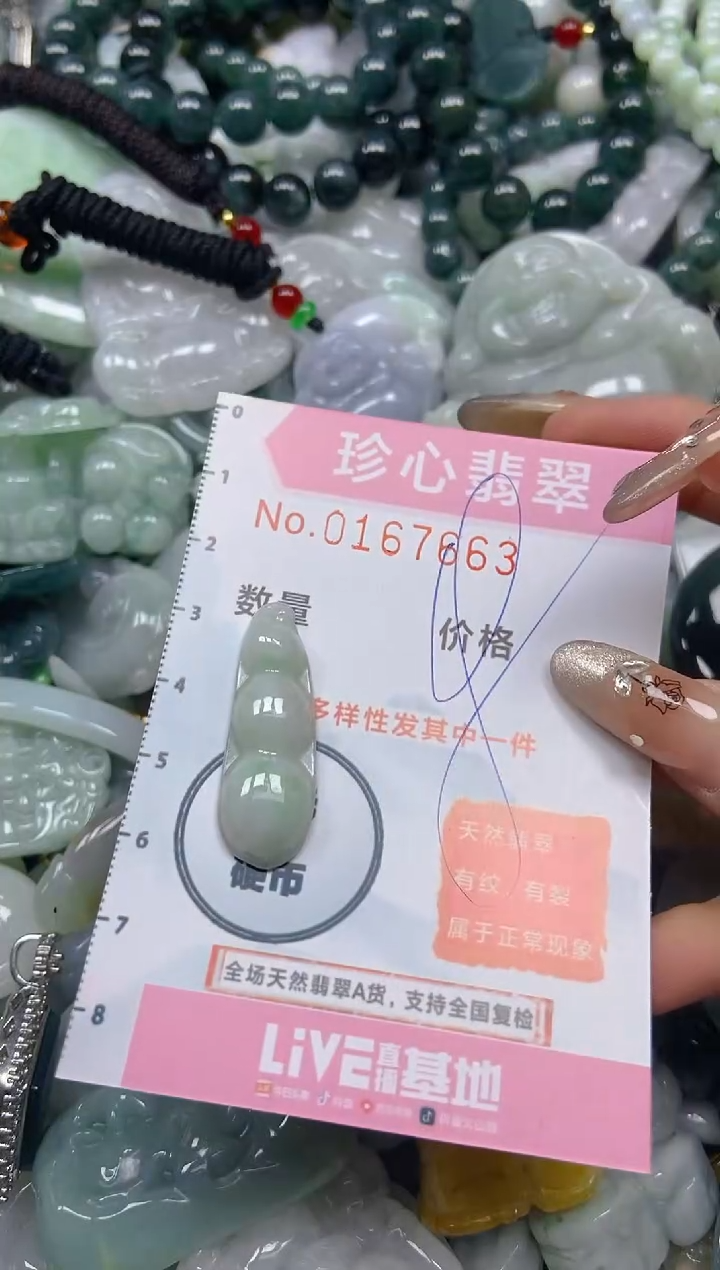 0
珍心翡翠
1
No.0167663
2
数量 价格
3
4
多样性发其中一件
5
天然翡翠
6
有纹，有裂
硬币
7
属于正常现象
全场天然翡翠A货，支持全国复检
8
LiVE直播基地